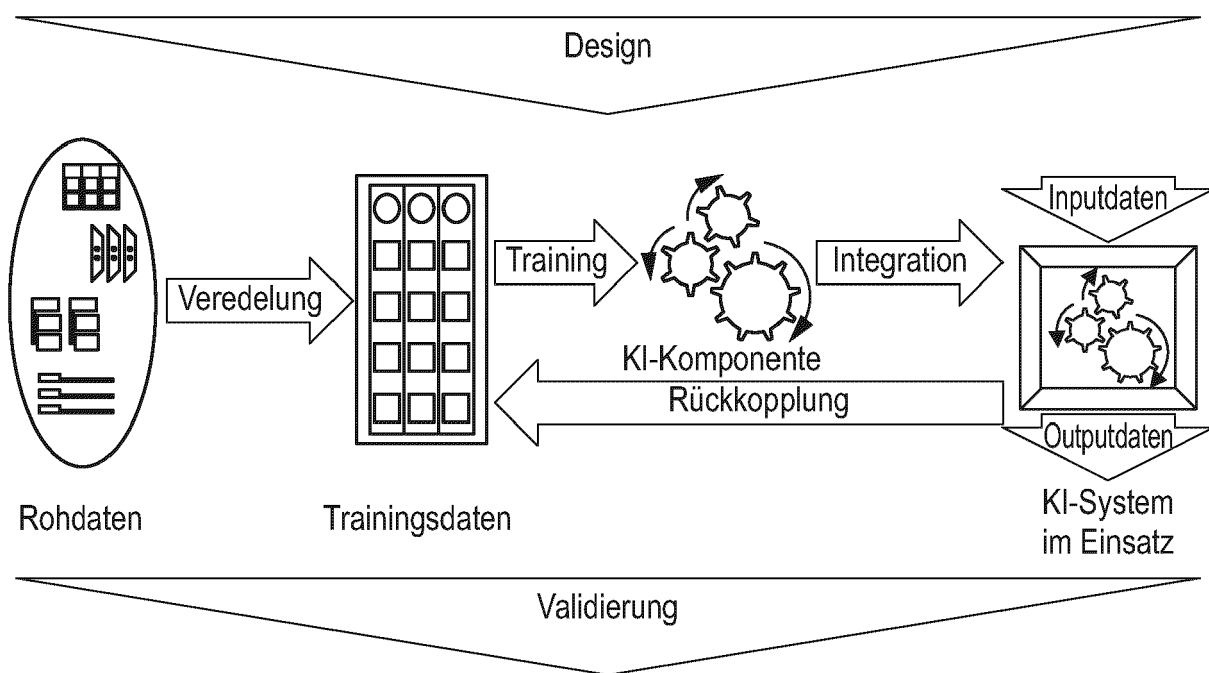 Design
Inputdaten
Veredelung
Training
Integration
KI-Komponente
Rückkopplung
Outputdaten
Rohdaten
Trainingsdaten
KI-System
im Einsatz
Validierung